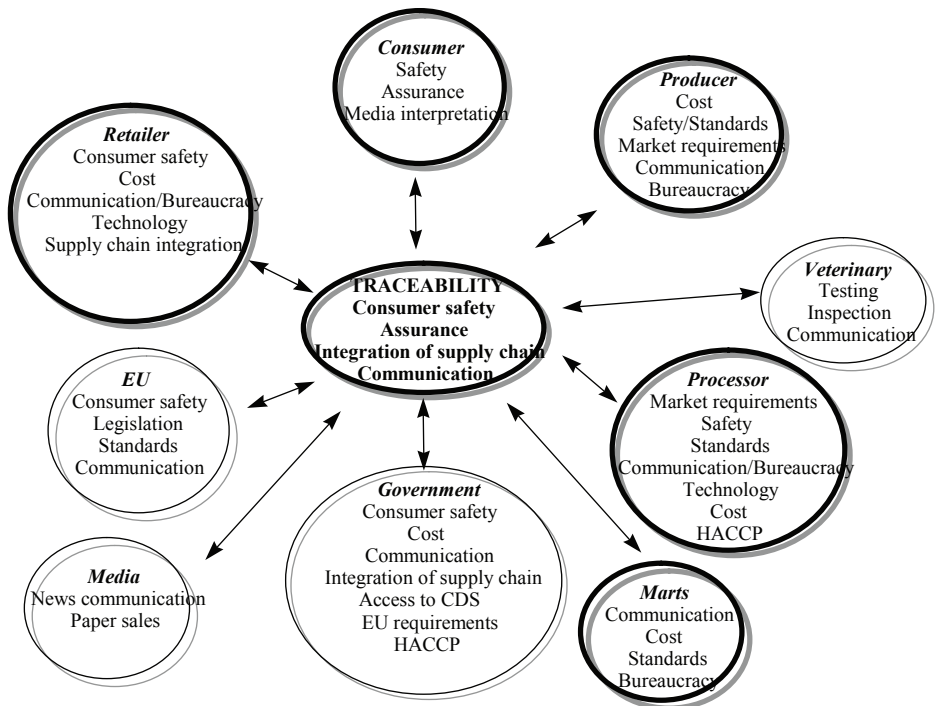 Consumer
Safety
Assurance
Media interpretation
Producer
Cost
Safety/Standards
Market requirements
Communication
Bureaucracy
Retailer
Consumer safety
Cost
Communication/Bureaucracy
Technology
Supply chain integration
TRACEABILITY
Consumer safety
Assurance
Integration of supply chain
Communication
Veterinary
Testing
Inspection
Communication
EU
Consumer safety
Legislation
Standards
Communication
Processor
Market requirements
Safety
Standards
Communication/Bureaucracy
Technology
Cost
HACCP
Government
Consumer safety
Cost
Communication
Integration of supply chain
Access to CDS
EU requirements
HACCP
Media
News communication
Paper sales
Marts
Communication
Cost
Standards
Bureaucracy